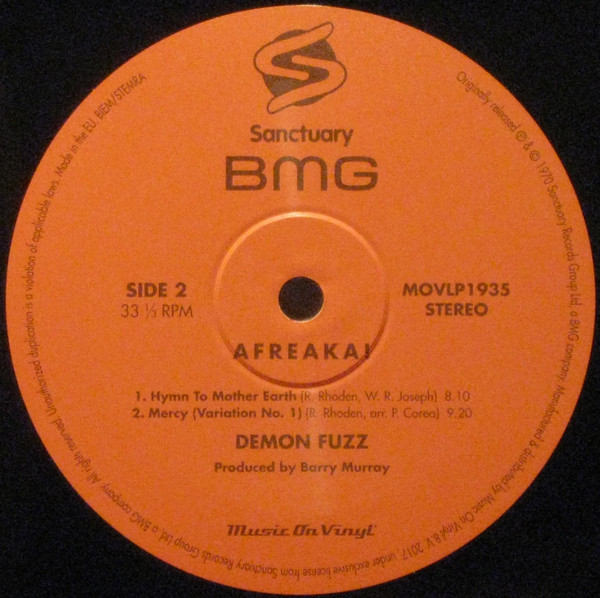 Sanctuary
BMG
SIDE 2
33 ⅓ RPM
MOVLP1935
STEREO
AFREAKA!
1. Hymn To Mother Earth (R. Rhoden, W. R. Joseph) 8.10
2. Mercy (Variation No. 1) (R. Rhoden, arr. P. Corea) 9.20
DEMON FUZZ
Produced by Barry Murray
Music On Vinyl
Originally released ℗ & © 1970 Sanctuary Records Group Ltd., a BMG company. Manufactured & distributed by Music On Vinyl B.V. 2017, under exclusive license from Sanctuary Records Group Ltd., a BMG company. All rights reserved. Unauthorized duplication is a violation of applicable laws. Made in the EU. BIEM/STEMRA